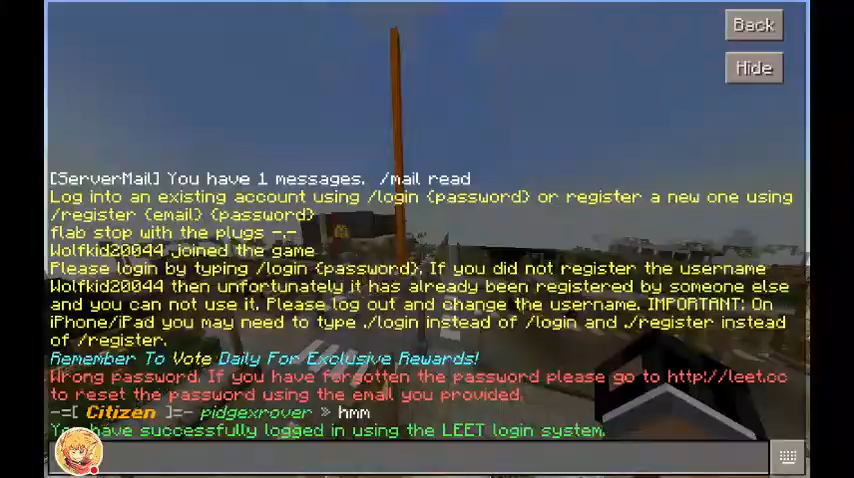 Back
Hide
[ServerMail] You have 1 messages. /mail read
Log into an existing account using /login {password} or register a new one using
/register {email} {password}
flab stop with the plugs -,-
Wolfkid20044 joined the game
Please login by typing /login {password}. If you did not register the username
Wolfkid20044 then unfortunately it has already been registered by someone else
and you can not use it. Please log out and change the username. IMPORTANT: On
iPhone/iPad you may need to type ./login instead of /login and ./register instead
of /register.
Remember To Vote Daily For Exclusive Rewards!
Wrong password. If you have forgotten the password please go to http://leet.cc
to reset the password using the email you provided.
-=[ Citizen ]=- pidgexrover » hmm
You have successfully logged in using the LEET login system.